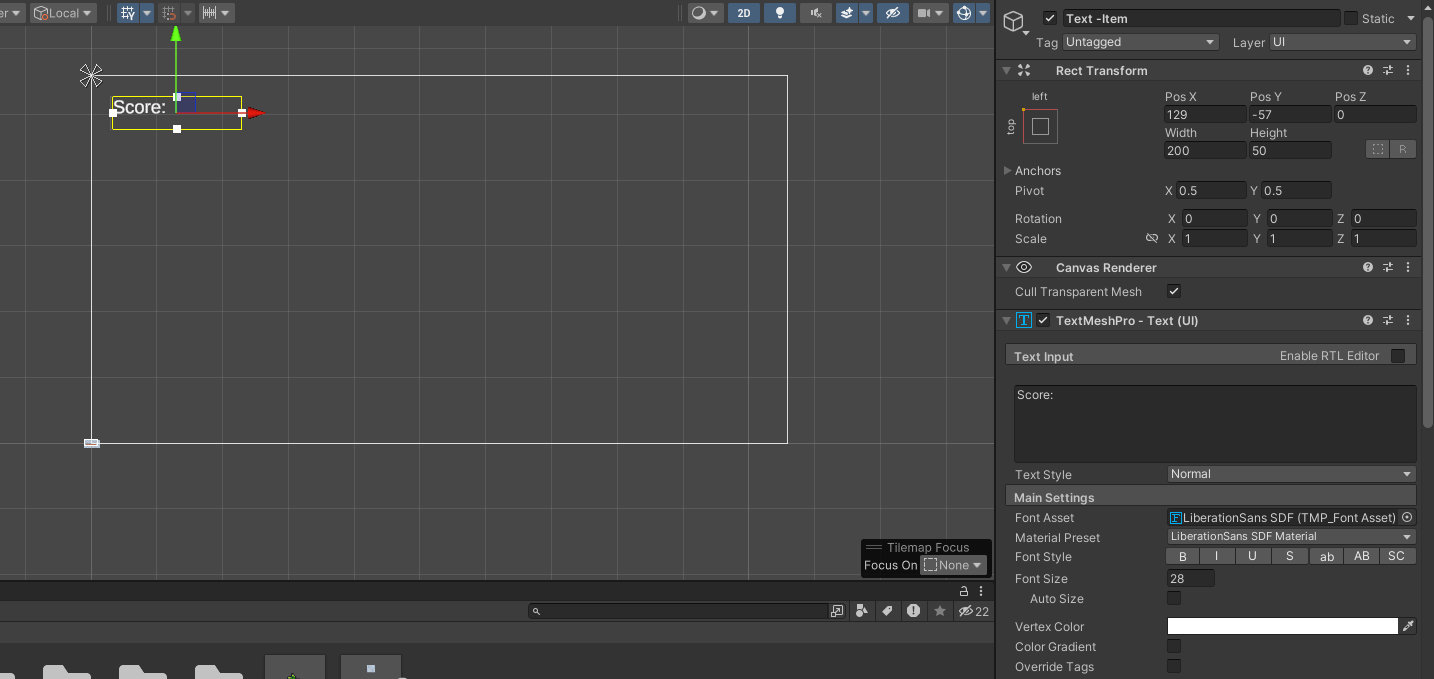 Local
2D
Score:
Tilemap Focus
Focus On None
22
Text -Item Static
Tag Untagged Layer UI
Rect Transform
left
top
Pos X Pos Y Pos Z
129 -57 0
Width Height
200 50
R
Anchors
Pivot X 0.5 Y 0.5
Rotation X 0 Y 0 Z 0
Scale X 1 Y 1 Z 1
Canvas Renderer
Cull Transparent Mesh
TextMeshPro - Text (UI)
Text Input Enable RTL Editor
Score:
Text Style Normal
Main Settings
Font Asset LiberationSans SDF (TMP_Font Asset)
Material Preset LiberationSans SDF Material
Font Style B I U S ab AB SC
Font Size 28
Auto Size
Vertex Color
Color Gradient
Override Tags